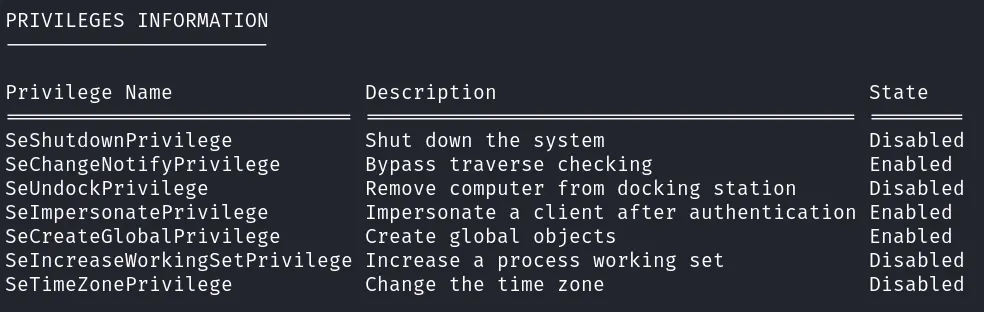 PRIVILEGES INFORMATION
Privilege Name Description State
SeShutdownPrivilege Shut down the system Disabled
SeChangeNotifyPrivilege Bypass traverse checking Enabled
SeUndockPrivilege Remove computer from docking station Disabled
SeImpersonatePrivilege Impersonate a client after authentication Enabled
SeCreateGlobalPrivilege Create global objects Enabled
SeIncreaseWorkingSetPrivilege Increase a process working set Disabled
SeTimeZonePrivilege Change the time zone Disabled